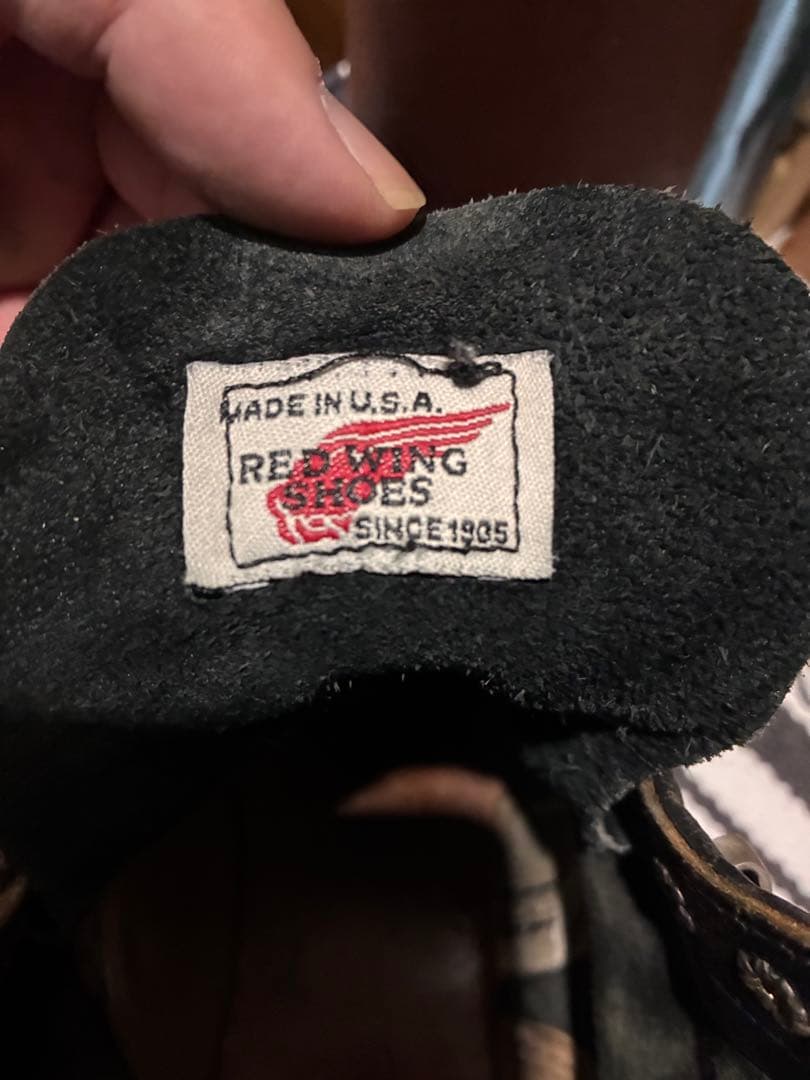 MADE IN U.S.A.
RED WING
SHOES
SINCE 1905